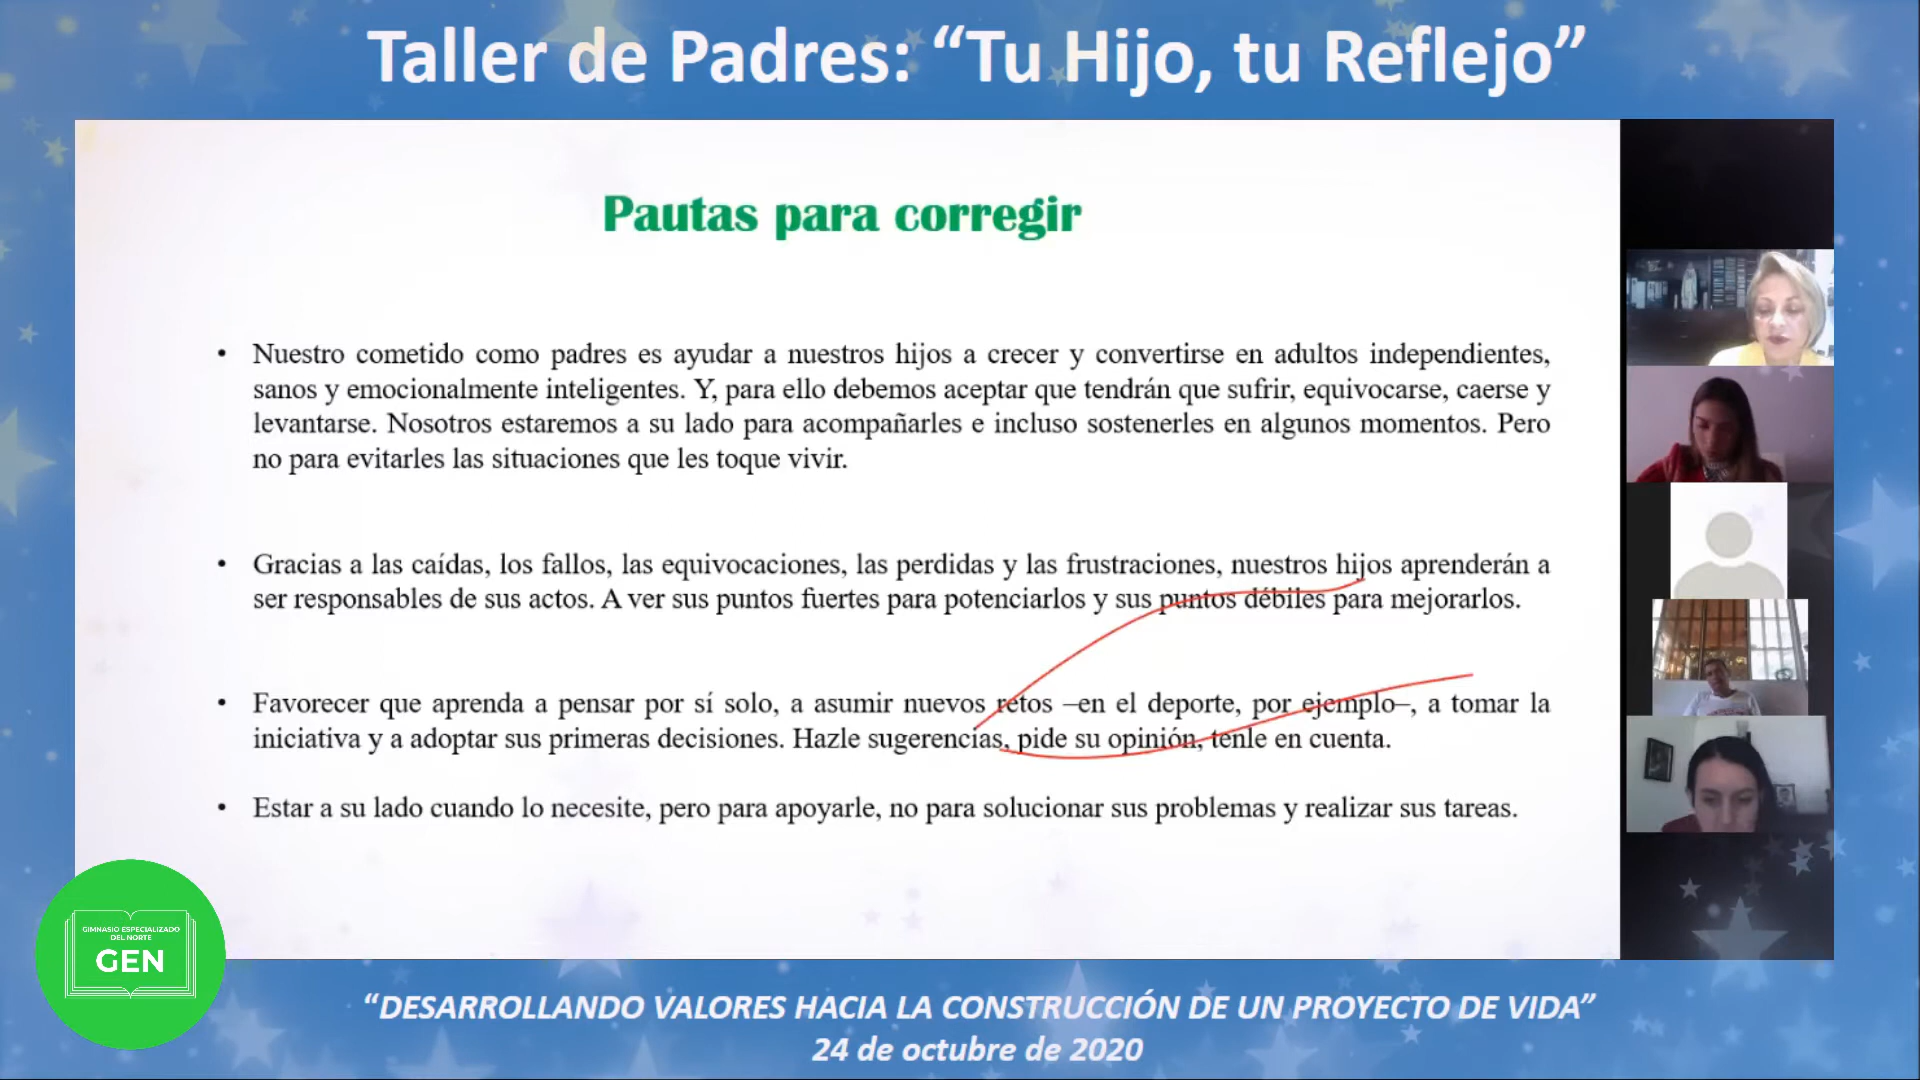 Taller de Padres: “Tu Hijo, tu Reflejo”
Pautas para corregir
• Nuestro cometido como padres es ayudar a nuestros hijos a crecer y convertirse en adultos independientes,
sanos y emocionalmente inteligentes. Y, para ello debemos aceptar que tendrán que sufrir, equivocarse, caerse y
levantarse. Nosotros estaremos a su lado para acompañarles e incluso sostenerles en algunos momentos. Pero
no para evitarles las situaciones que les toque vivir.
• Gracias a las caídas, los fallos, las equivocaciones, las perdidas y las frustraciones, nuestros hijos aprenderán a
ser responsables de sus actos. A ver sus puntos fuertes para potenciarlos y sus puntos débiles para mejorarlos.
• Favorecer que aprenda a pensar por sí solo, a asumir nuevos retos –en el deporte, por ejemplo–, a tomar la
iniciativa y a adoptar sus primeras decisiones. Hazle sugerencias, pide su opinión, tenle en cuenta.
• Estar a su lado cuando lo necesite, pero para apoyarle, no para solucionar sus problemas y realizar sus tareas.
GIMNASIO ESPECIALIZADO
DEL NORTE
GEN
“DESARROLLANDO VALORES HACIA LA CONSTRUCCIÓN DE UN PROYECTO DE VIDA”
24 de octubre de 2020